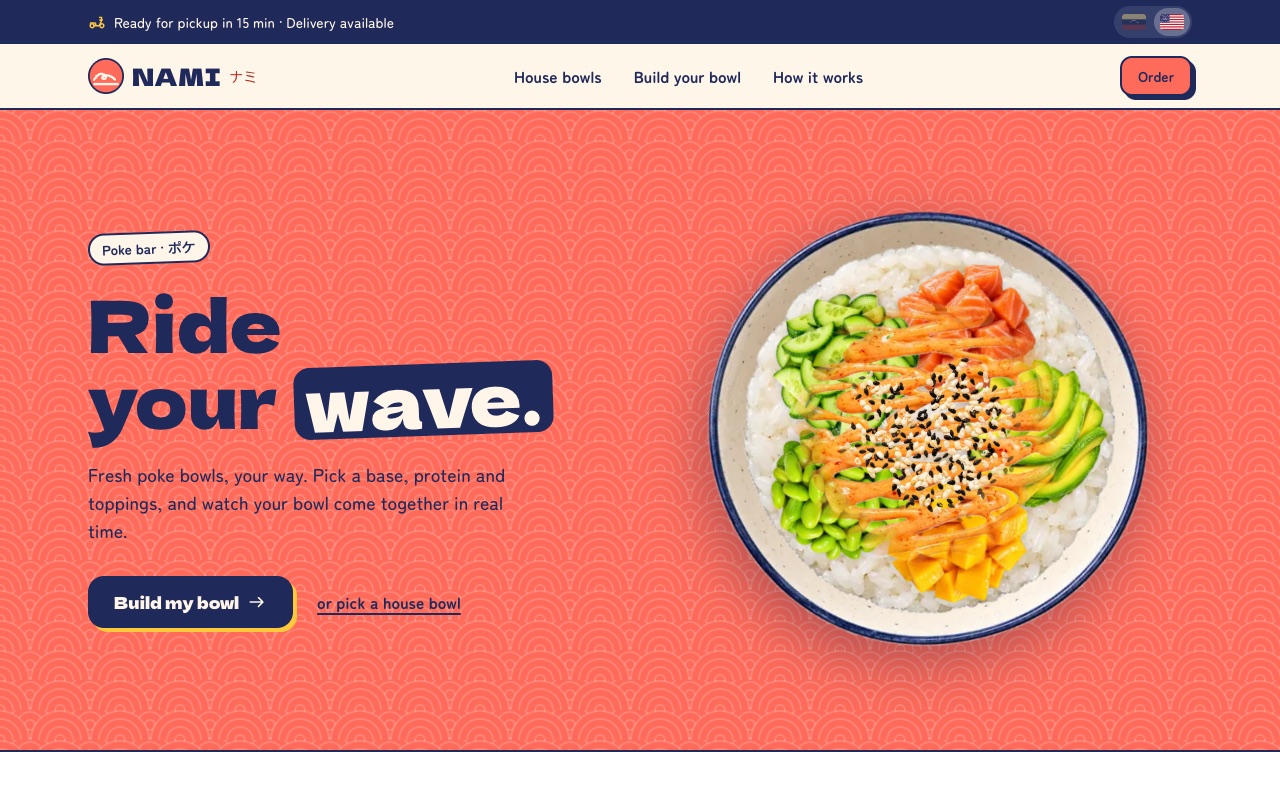 Ready for pickup in 15 min · Delivery available
NAMI ナミ
House bowls
Build your bowl
How it works
Order
Poke bar · ポケ
Ride
your wave.
Fresh poke bowls, your way. Pick a base, protein and
toppings, and watch your bowl come together in real
time.
Build my bowl →
or pick a house bowl